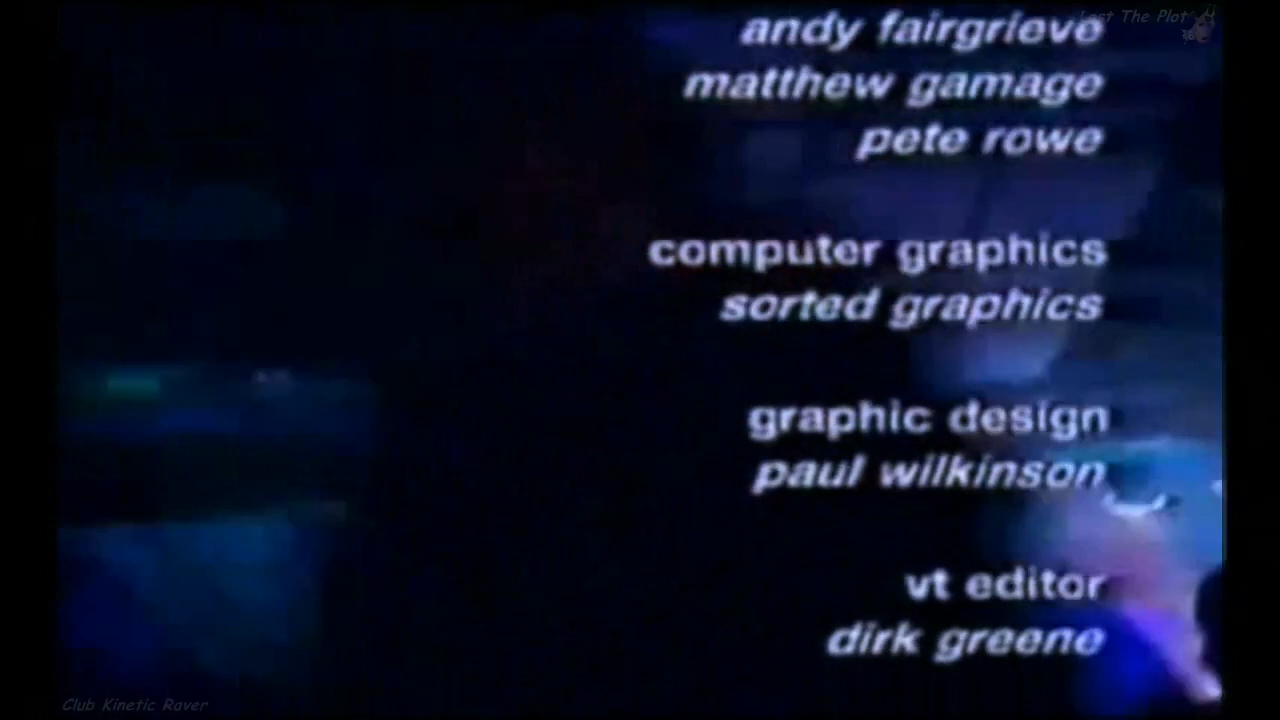 Lost The Plot
andy fairgrieve
matthew gamage
pete rowe
computer graphics
sorted graphics
graphic design
paul wilkinson
vt editor
dirk greene
Club Kinetic Raver